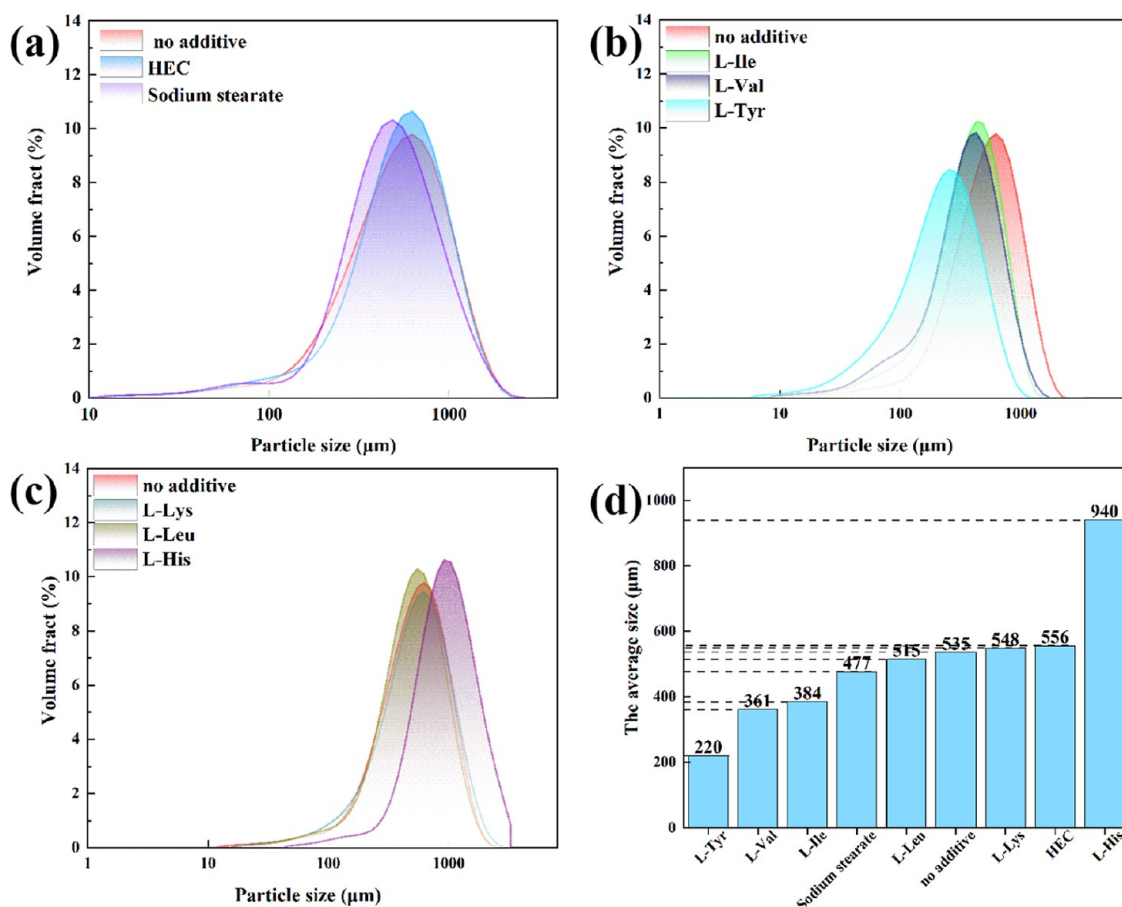 (a)
no additive
HEC
Sodium stearate
14
12
10
8
6
4
2
0
Volume fract (%)
10
100
1000
Particle size (μm)
(b)
no additive
L-Ile
L-Val
L-Tyr
14
12
10
8
6
4
2
0
Volume fract (%)
1
10
100
1000
Particle size (μm)
(c)
no additive
L-Lys
L-Leu
L-His
14
12
10
8
6
4
2
0
Volume fract (%)
1
10
100
1000
Particle size (μm)
(d)
1000
800
600
400
200
0
The average size (μm)
220
361
384
477
515
535
548
556
940
L-Tyr
L-Val
L-Ile
Sodium stearate
L-Leu
no additive
L-Lys
HEC
L-His